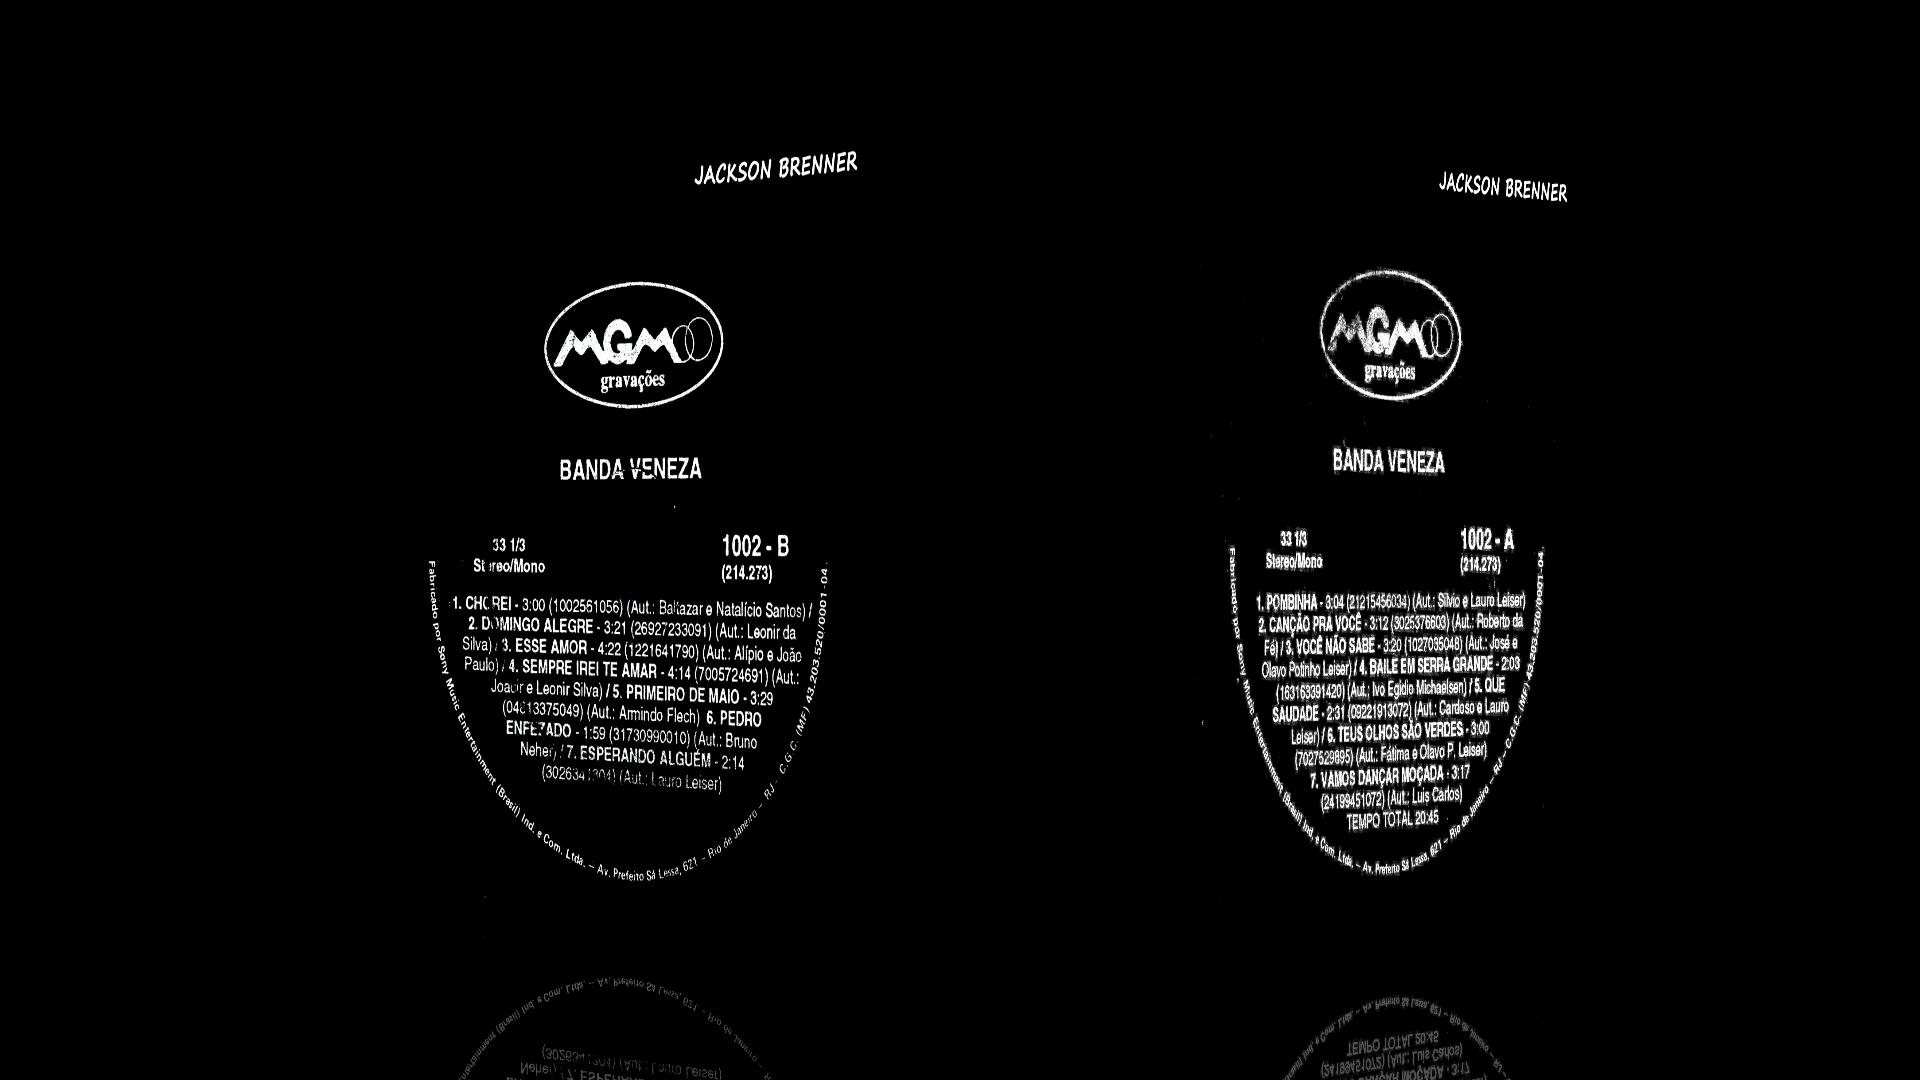 JACKSON BRENNER
MGM
gravações
BANDA VENEZA
33 1/3
Stereo/Mono
1002 - B
(214.273)
1. CHOREI - 3:00 (1002561056) (Aut.: Baltazar e Natalício Santos) /
2. DOMINGO ALEGRE - 3:21 (26927233091) (Aut.: Leonir da
Silva) / 3. ESSE AMOR - 4:22 (1221641790) (Aut.: Alípio e João
Paulo) / 4. SEMPRE IREI TE AMAR - 4:14 (7005724691) (Aut.:
Joacir e Leonir Silva) / 5. PRIMEIRO DE MAIO - 3:29
(Aut.: Armindo Flech) 6. PEDRO
ENFEZADO - 1:59 (31730990010) (Aut.: Bruno
Neher) / 7. ESPERANDO ALGUÉM - 2:14
(Aut.: Lauro Leiser)
Fabricado por Sony Music Entertainment (Brasil) Ind. e Com. Ltda. – Av. Prefeito Sá Lessa, 621 – Rio de Janeiro – RJ – C.G.C. (MF) 43.203.520/0001-04.
JACKSON BRENNER
MGM
gravações
BANDA VENEZA
33 1/3
Stereo/Mono
1002 - A
(214.273)
1. POMBINHA - 3:04 (21215456034) (Aut.: Silvio e Lauro Leiser)
2. CANÇÃO PRA VOCÊ - 3:12 (3025376603) (Aut.: Roberto da
Fé) / 3. VOCÊ NÃO SABE - 3:20 (1027035048) (Aut.: José e
Olavo Potinho Leiser) / 4. BAILE EM SERRA GRANDE - 2:03
(163163391420) (Aut.: Ivo Egidio Michaelsen) / 5. QUE
SAUDADE - 2:31 (09221913072) (Aut.: Cardoso e Lauro
Leiser) / 6. TEUS OLHOS SÃO VERDES - 3:00
(7027529895) (Aut.: Fátima e Olavo P. Leiser)
7. VAMOS DANÇAR MOÇADA - 3:17
(24199451072) (Aut.: Luis Carlos)
TEMPO TOTAL 20:45
Fabricado por Sony Music Entertainment (Brasil) Ind. e Com. Ltda. – Av. Prefeito Sá Lessa, 621 – Rio de Janeiro – RJ – C.G.C. (MF) 43.203.520/0001-04.